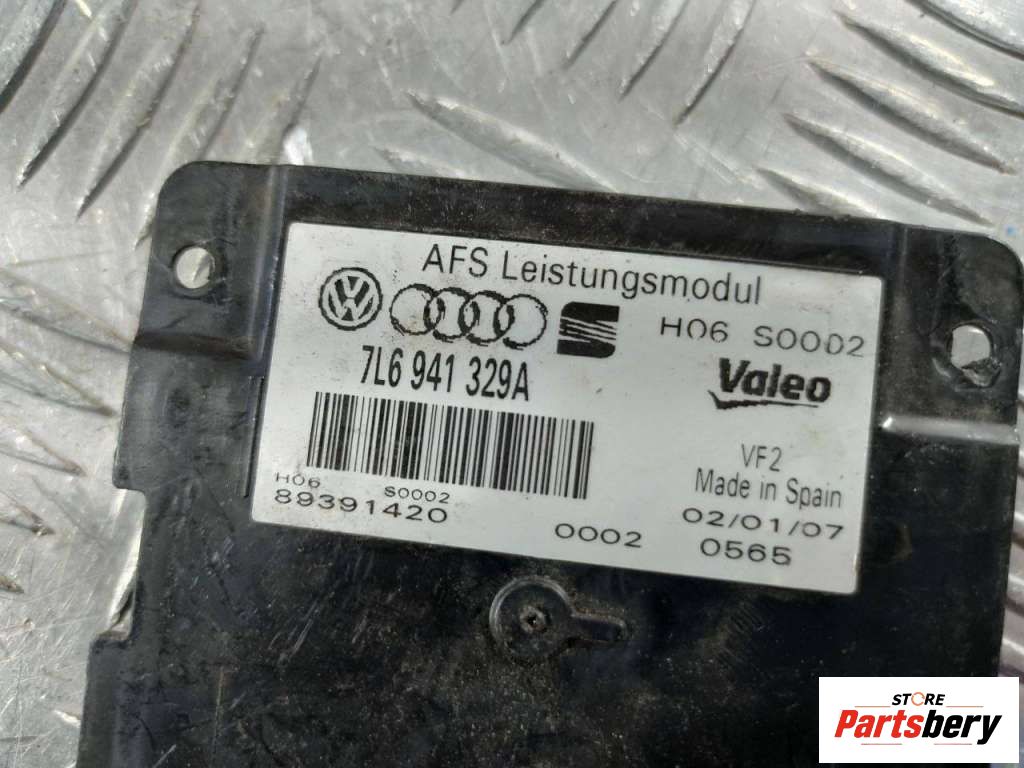 AFS Leistungsmodul
H06 S0002
7L6 941 329A
Valeo
VF2
Made in Spain
H06 S0002
89391420
02/01/07
0002 0565
STORE
Partsbery